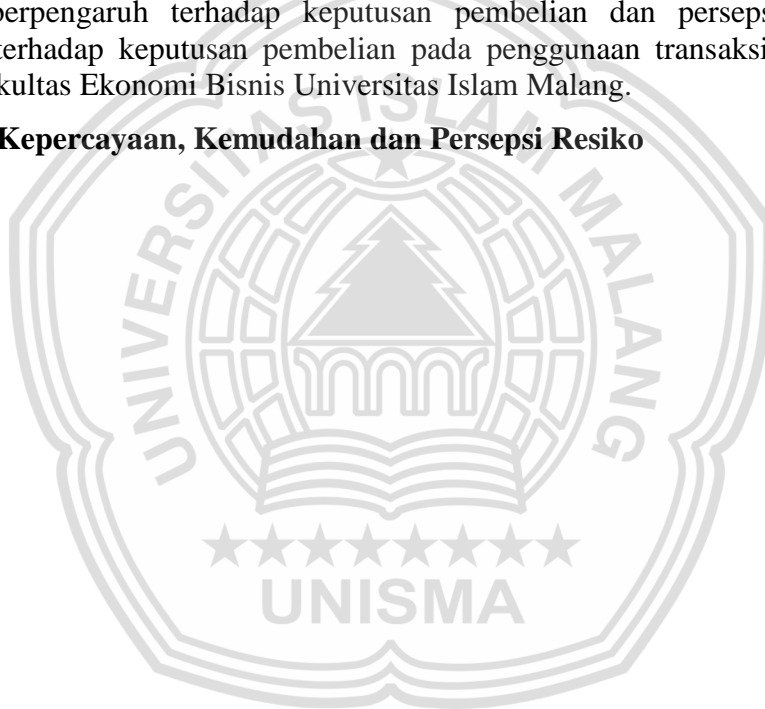 berpengaruh terhadap keputusan pembelian dan perseps
terhadap keputusan pembelian pada penggunaan transaksi
kultas Ekonomi Bisnis Universitas Islam Malang.
Kepercayaan, Kemudahan dan Persepsi Resiko
UNIVERSITAS ISLAM MALANG
UNISMA